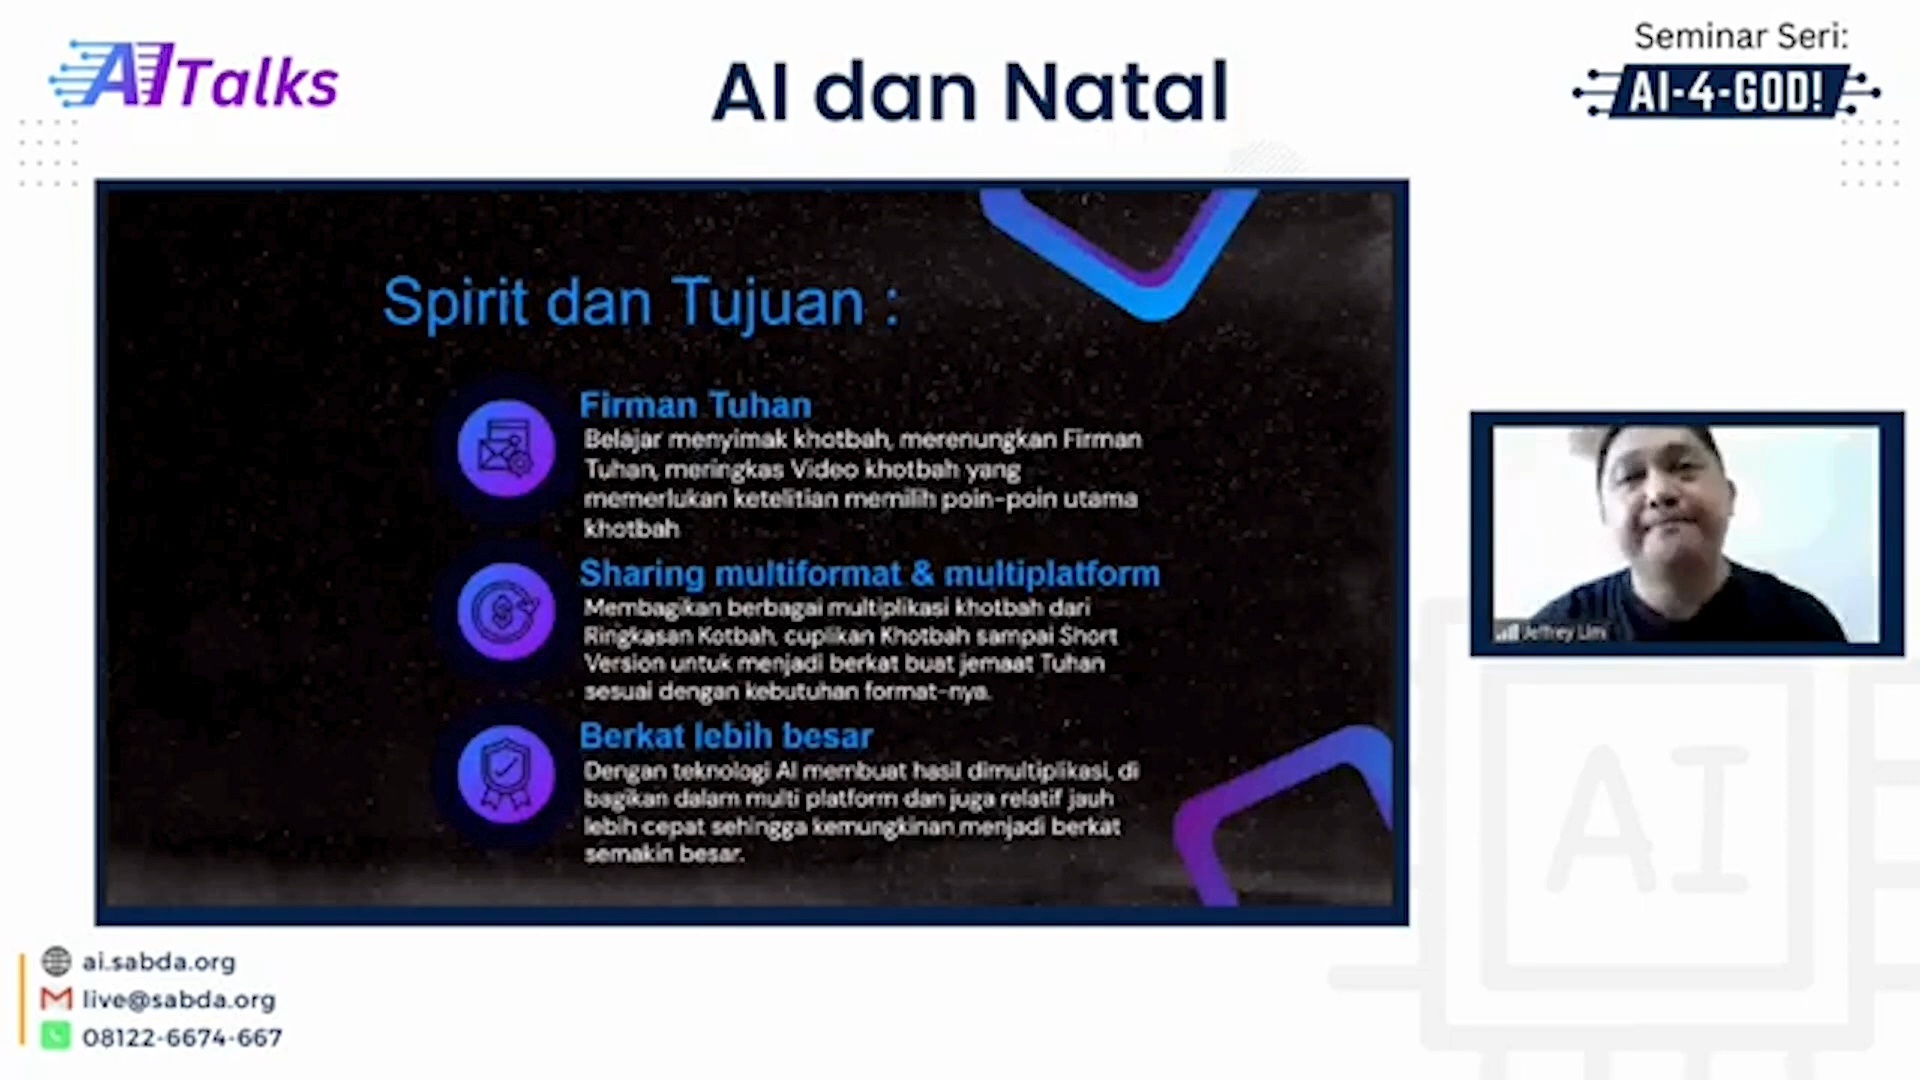 AI Talks
AI dan Natal
Seminar Seri:
AI-4-GOD!
Spirit dan Tujuan :
Firman Tuhan
Belajar menyimak khotbah, merenungkan Firman
Tuhan, meringkas Video khotbah yang
memerlukan ketelitian memilih poin-poin utama
khotbah
Sharing multiformat & multiplatform
Membagikan berbagai multiplikasi khotbah dari
Ringkasan Kotbah, cuplikan Khotbah sampai Short
Version untuk menjadi berkat buat jemaat Tuhan
sesuai dengan kebutuhan format-nya.
Berkat lebih besar
Dengan teknologi AI membuat hasil dimultiplikasi, di
bagikan dalam multi platform dan juga relatif jauh
lebih cepat sehingga kemungkinan menjadi berkat
semakin besar.
Jeffrey Lim
AI
ai.sabda.org
live@sabda.org
08122-6674-667